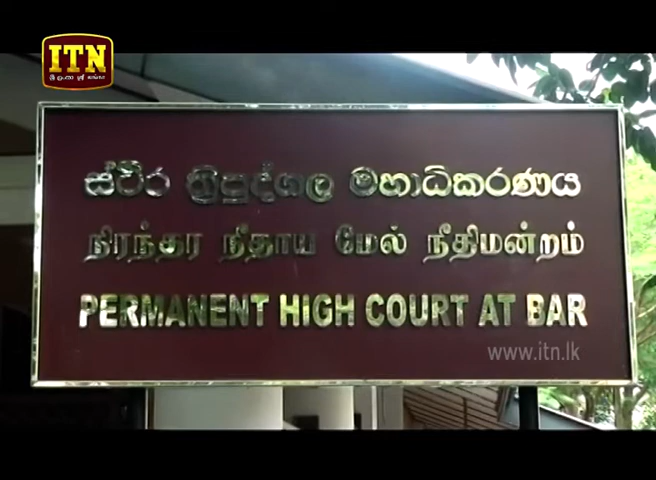 ITN
ස්ථිර ත්‍රිපුද්ගල මහාධිකරණය
நிரந்தர நீதாய மேல் நீதிமன்றம்
PERMANENT HIGH COURT AT BAR
www.itn.lk